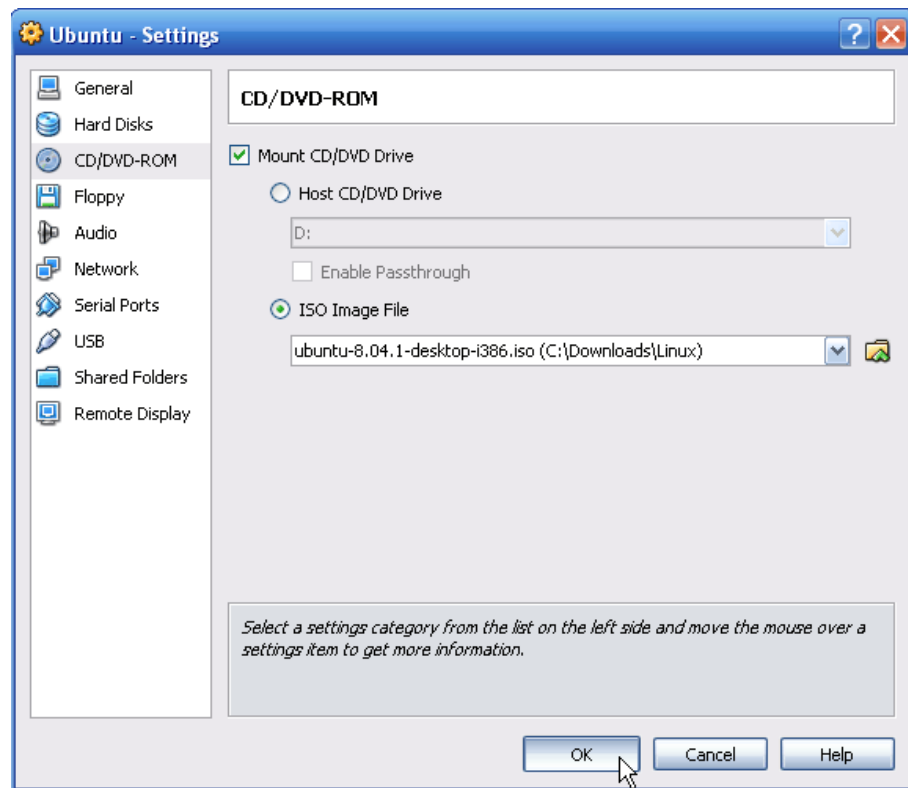 Ubuntu - Settings
?
General
Hard Disks
CD/DVD-ROM
Floppy
Audio
Network
Serial Ports
USB
Shared Folders
Remote Display
CD/DVD-ROM
Mount CD/DVD Drive
Host CD/DVD Drive
D:
Enable Passthrough
ISO Image File
ubuntu-8.04.1-desktop-i386.iso (C:\Downloads\Linux)
Select a settings category from the list on the left side and move the mouse over a
settings item to get more information.
OK
Cancel
Help